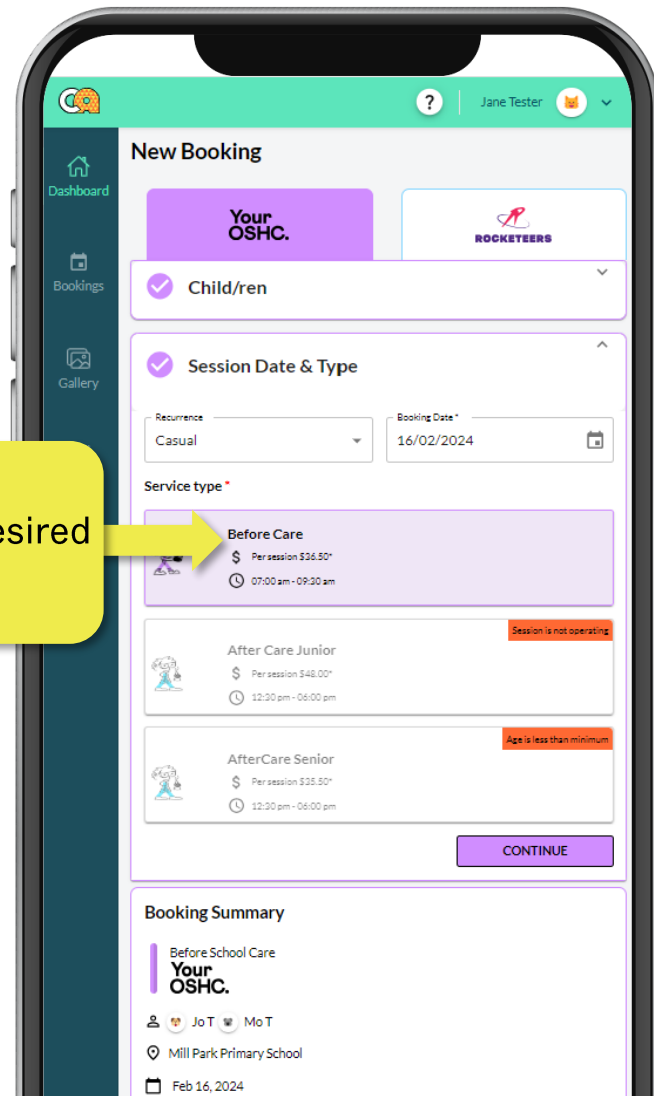 CA
?
Jane Tester
New Booking
Dashboard
Your
OSHC.
ROCKETEERS
Bookings
Child/ren
Session Date & Type
Gallery
Recurrence
Booking Date *
Casual
16/02/2024
Service type *
esired
Before Care
$ Per session $36.50*
07:00 am - 09:30 am
Session is not operating
After Care Junior
$ Per session $48.00*
12:30 pm - 06:00 pm
Age is less than minimum
AfterCare Senior
$ Per session $35.50*
12:30 pm - 06:00 pm
CONTINUE
Booking Summary
Before School Care
Your
OSHC.
Jo T Mo T
Mill Park Primary School
Feb 16, 2024